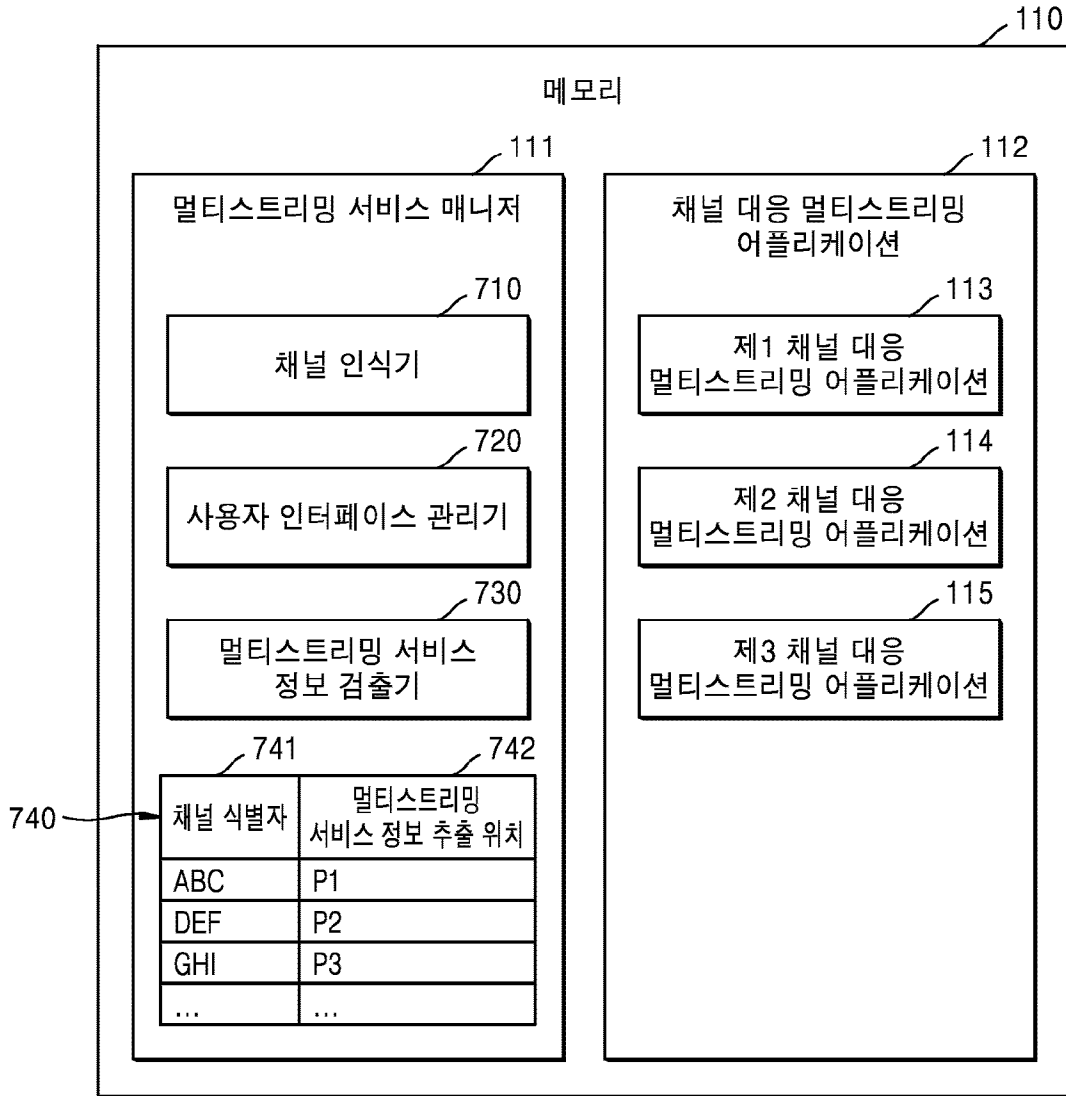 110
메모리
111
멀티스트리밍 서비스 매니저
710
채널 인식기
720
사용자 인터페이스 관리기
730
멀티스트리밍 서비스
정보 검출기
740
741
742
채널 식별자
멀티스트리밍
서비스 정보 추출 위치
ABC
P1
DEF
P2
GHI
P3
...
...
112
채널 대응 멀티스트리밍
어플리케이션
113
제1 채널 대응
멀티스트리밍 어플리케이션
114
제2 채널 대응
멀티스트리밍 어플리케이션
115
제3 채널 대응
멀티스트리밍 어플리케이션